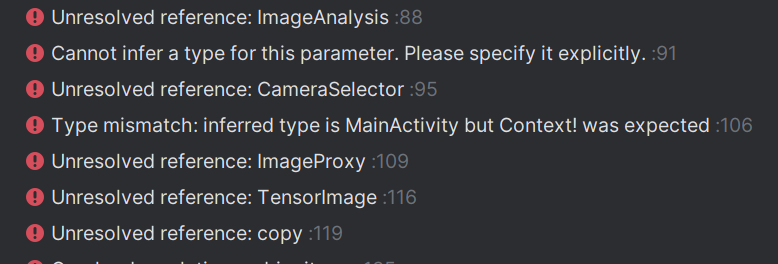 Unresolved reference: ImageAnalysis :88
Cannot infer a type for this parameter. Please specify it explicitly. :91
Unresolved reference: CameraSelector :95
Type mismatch: inferred type is MainActivity but Context! was expected :106
Unresolved reference: ImageProxy :109
Unresolved reference: TensorImage :116
Unresolved reference: copy :119